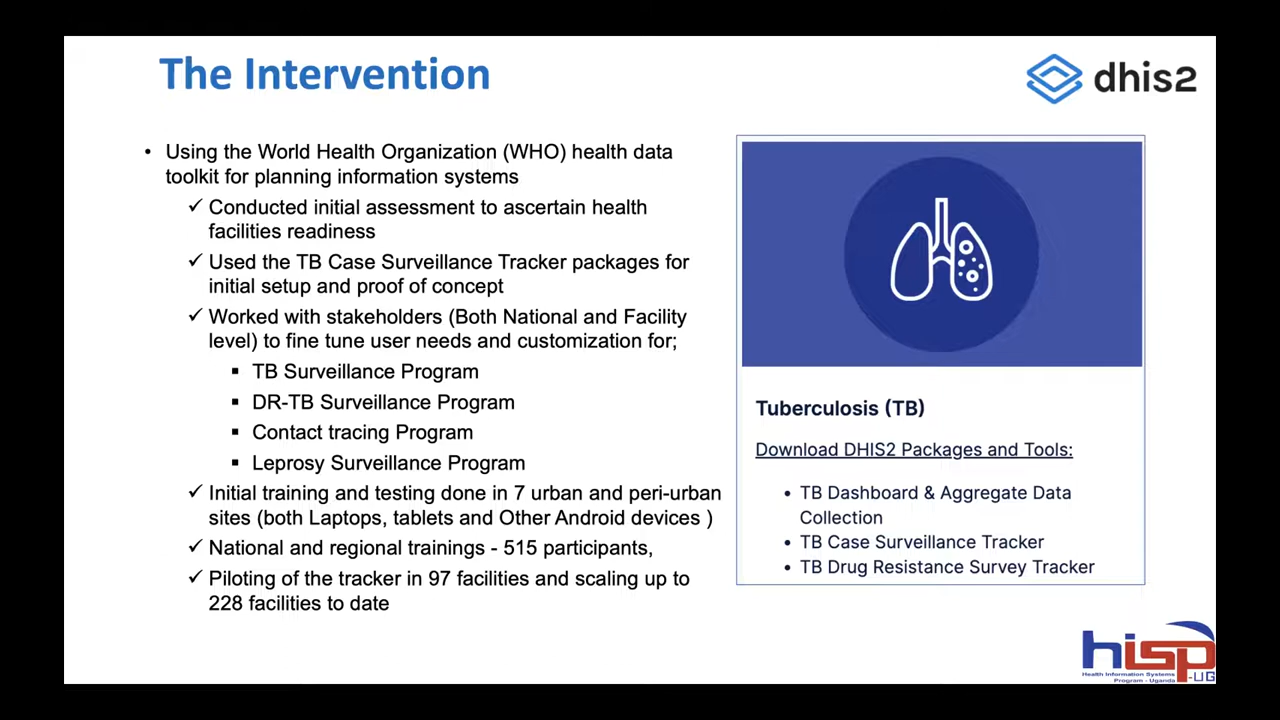 The Intervention
dhis2
• Using the World Health Organization (WHO) health data
toolkit for planning information systems
✓ Conducted initial assessment to ascertain health
facilities readiness
✓ Used the TB Case Surveillance Tracker packages for
initial setup and proof of concept
✓ Worked with stakeholders (Both National and Facility
level) to fine tune user needs and customization for;
▪ TB Surveillance Program
▪ DR-TB Surveillance Program
▪ Contact tracing Program
▪ Leprosy Surveillance Program
✓ Initial training and testing done in 7 urban and peri-urban
sites (both Laptops, tablets and Other Android devices )
✓ National and regional trainings - 515 participants,
✓ Piloting of the tracker in 97 facilities and scaling up to
228 facilities to date
Tuberculosis (TB)
Download DHIS2 Packages and Tools:
• TB Dashboard & Aggregate Data
Collection
• TB Case Surveillance Tracker
• TB Drug Resistance Survey Tracker
hisp
-UG
Health Information Systems
Program - Uganda